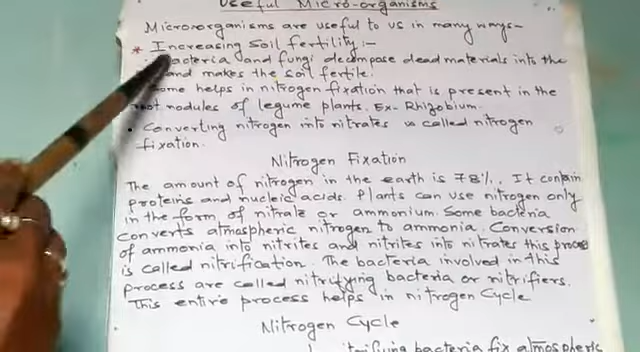 Useful Micro-organisms
Microorganisms are useful to us in many ways-
* Increasing soil fertility:-
Bacteria and fungi decompose dead materials into the
and makes the soil fertile.
Some helps in nitrogen fixation that is present in the
root nodules of legume plants. Ex- Rhizobium.
• Converting nitrogen into nitrates is called nitrogen
fixation.
Nitrogen Fixation
The amount of nitrogen in the earth is 78%. It contain
proteins and nucleic acids. Plants can use nitrogen only
in the form of nitrate or ammonium. Some bacteria
converts atmospheric nitrogen to ammonia. Conversion
of ammonia into nitrites and nitrites into nitrates this process
is called nitrification. The bacteria involved in this
process are called nitrifying bacteria or nitrifiers.
This entire process helps in nitrogen Cycle
Nitrogen Cycle
bacteria fix atmospheric